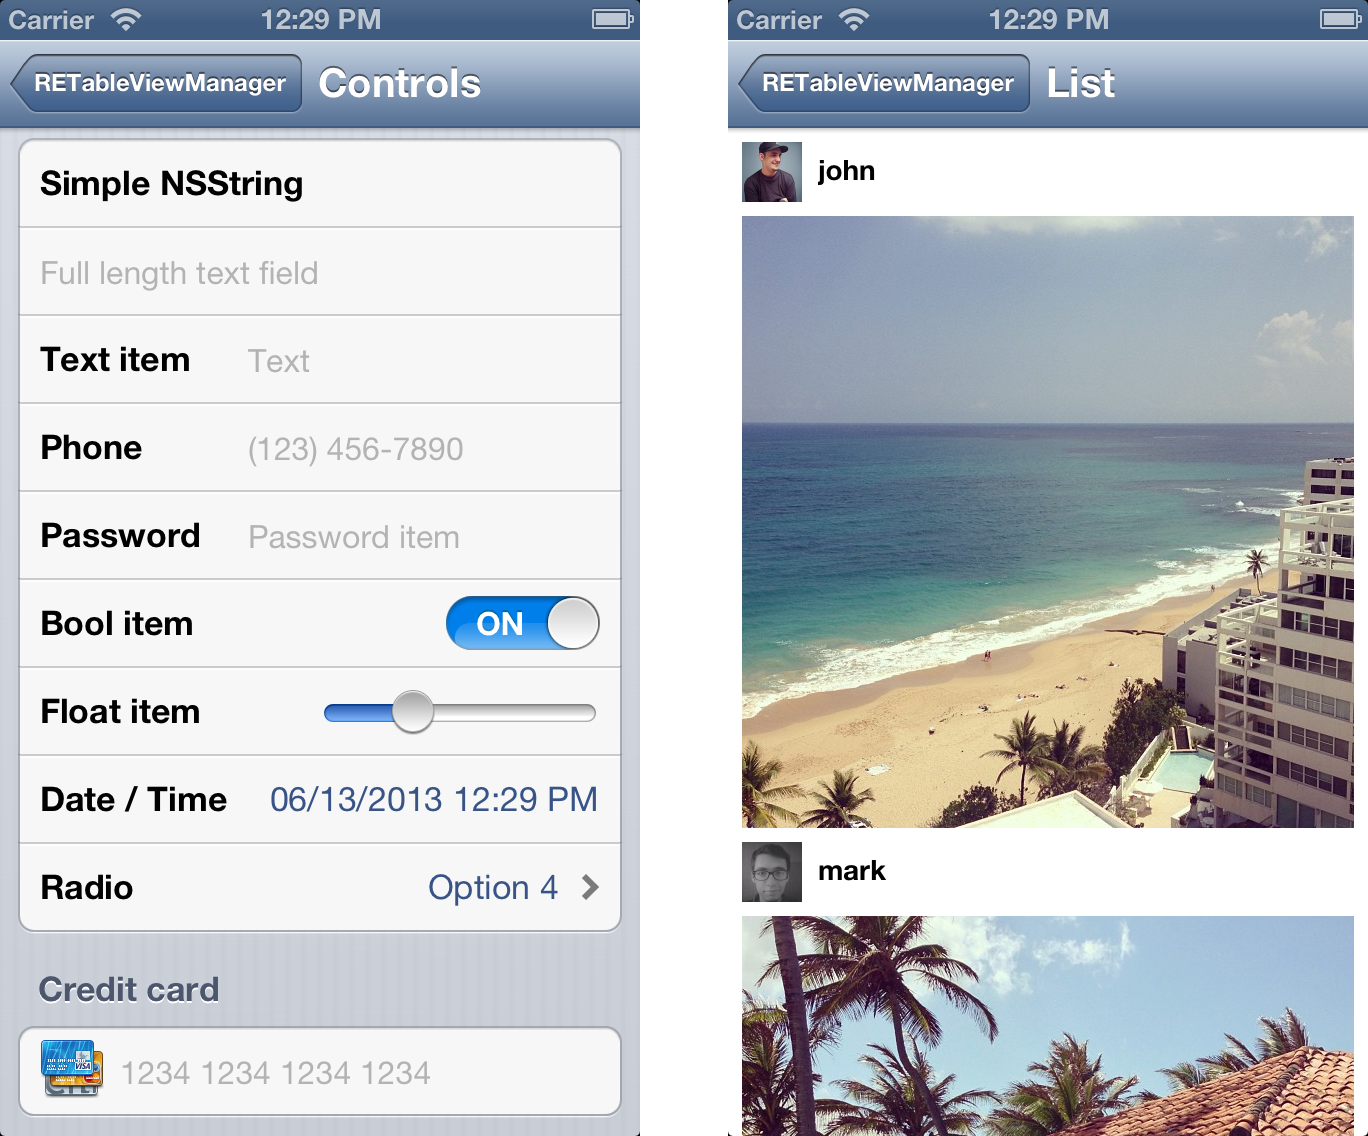 Carrier 12:29 PM
RETableViewManager Controls
Simple NSString
Full length text field
Text item Text
Phone (123) 456-7890
Password Password item
Bool item ON
Float item
Date / Time 06/13/2013 12:29 PM
Radio Option 4
Credit card
VISA
1234 1234 1234 1234
Carrier 12:29 PM
RETableViewManager List
john
mark